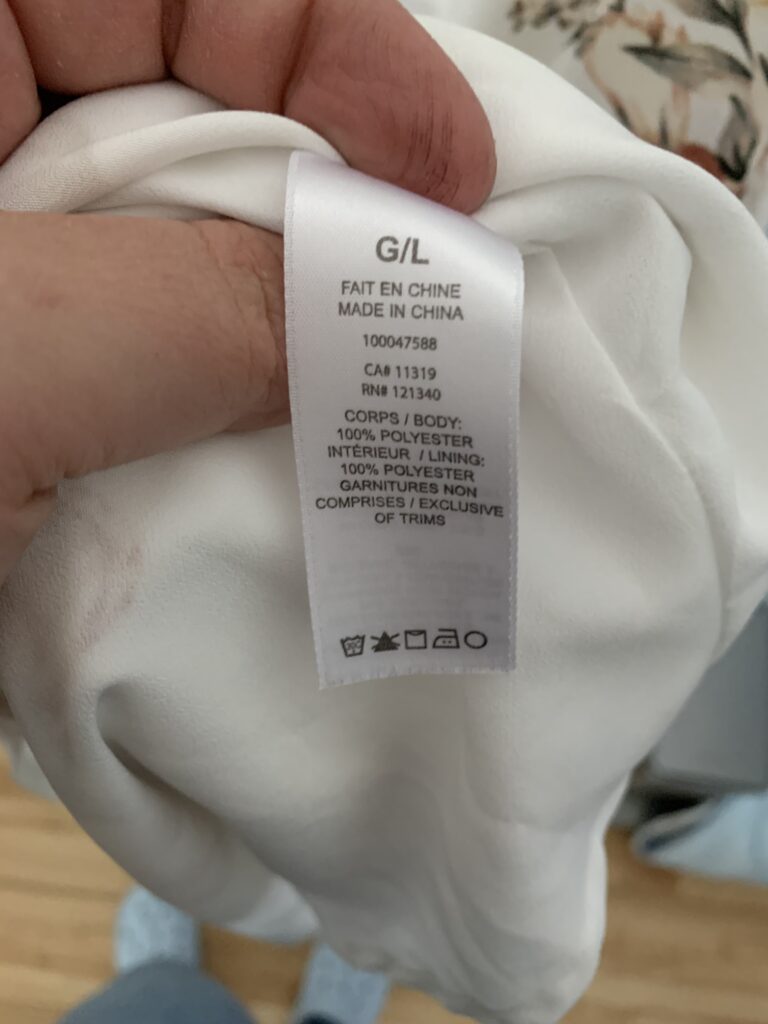 G/L
FAIT EN CHINE
MADE IN CHINA
100047588
CA# 11319
RN# 121340
CORPS / BODY:
100% POLYESTER
INTÉRIEUR / LINING:
100% POLYESTER
GARNITURES NON
COMPRISES / EXCLUSIVE
OF TRIMS